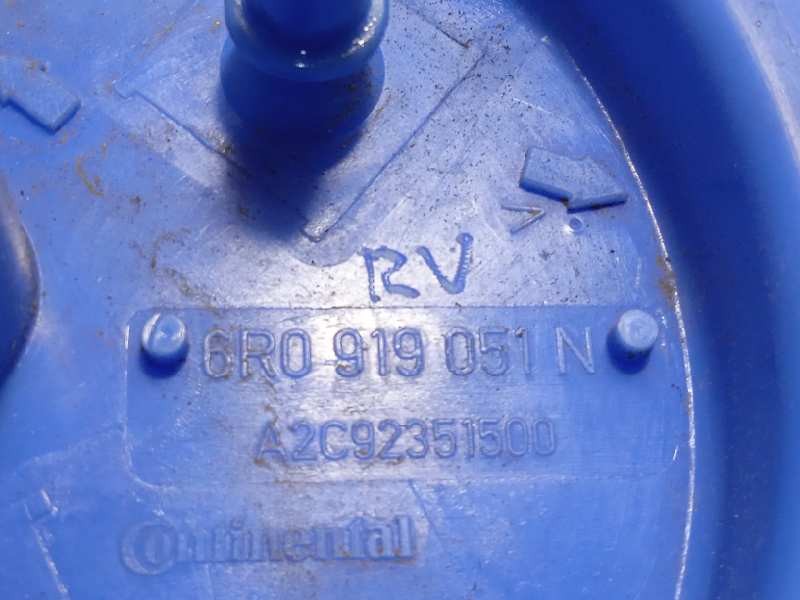 RV
6R0 919 051 N
A2C92351500
Continental